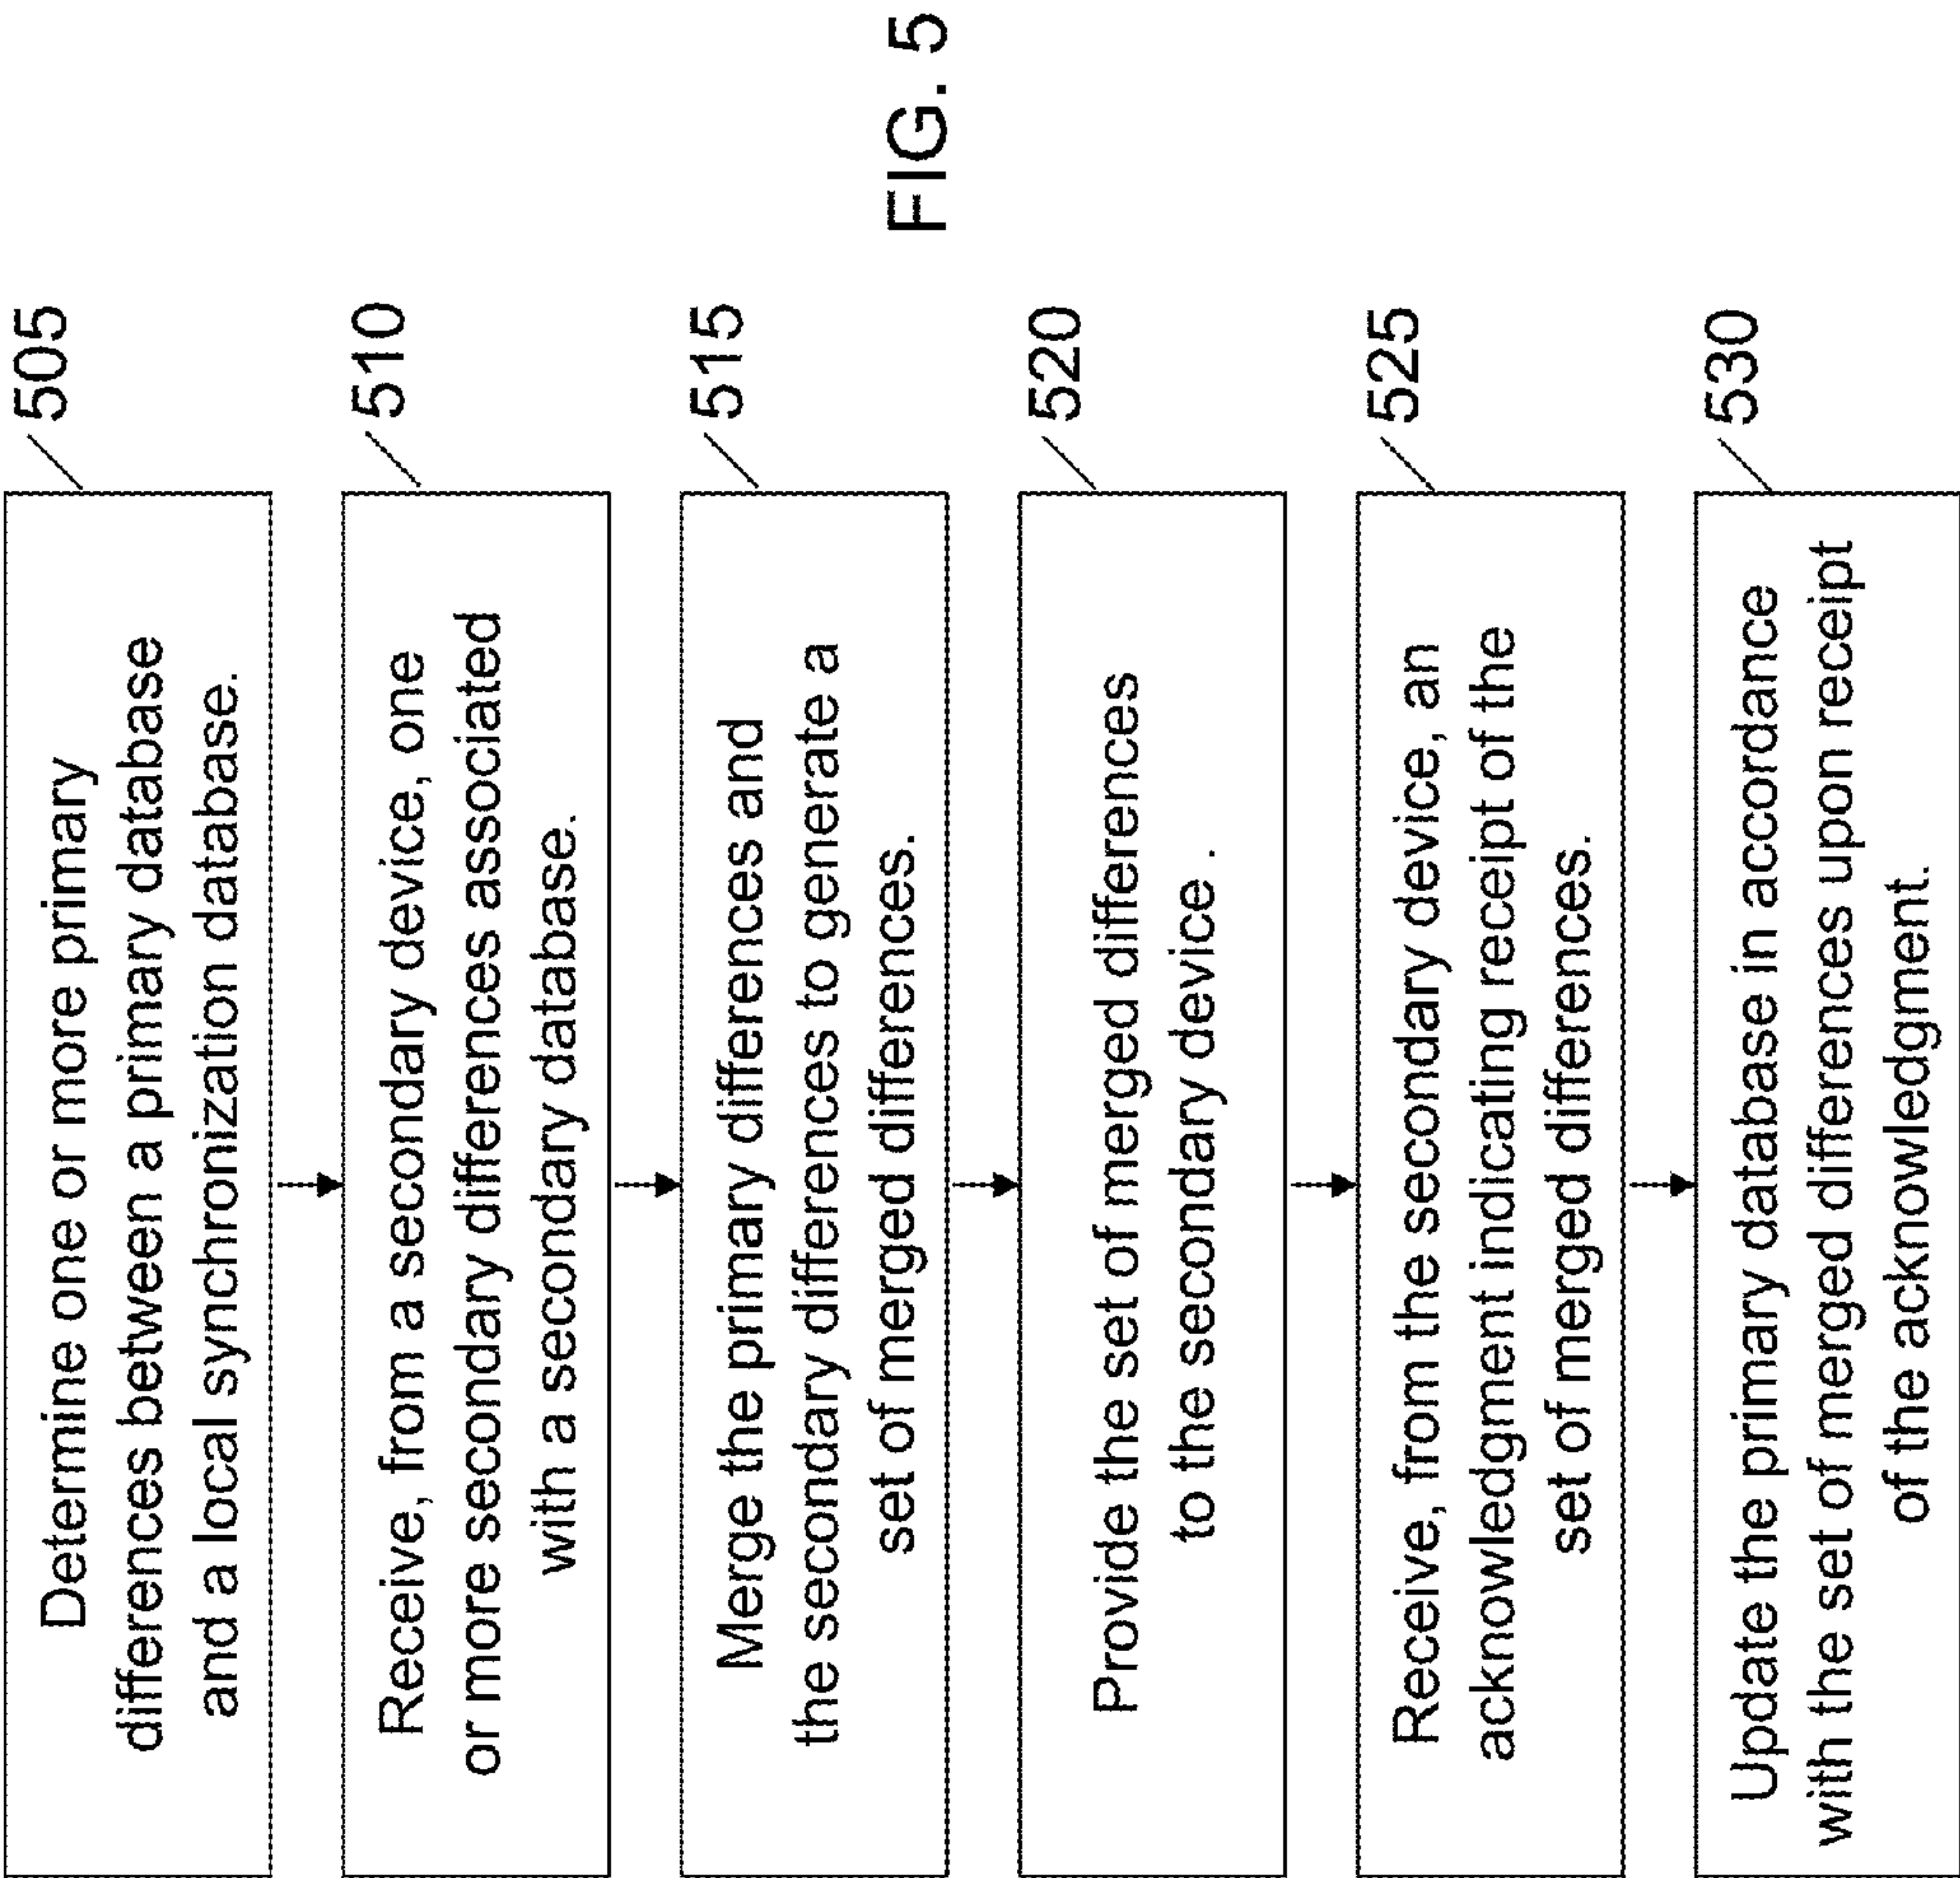 505
Determine one or more primary
differences between a primary database
and a local synchronization database.
510
Receive, from a secondary device, one
or more secondary differences associated
with a secondary database.
515
Merge the primary differences and
the secondary differences to generate a
set of merged differences.
520
Provide the set of merged differences
to the secondary device .
525
Receive, from the secondary device, an
acknowledgment indicating receipt of the
set of merged differences.
530
Update the primary database in accordance
with the set of merged differences upon receipt
of the acknowledgment.
FIG. 5